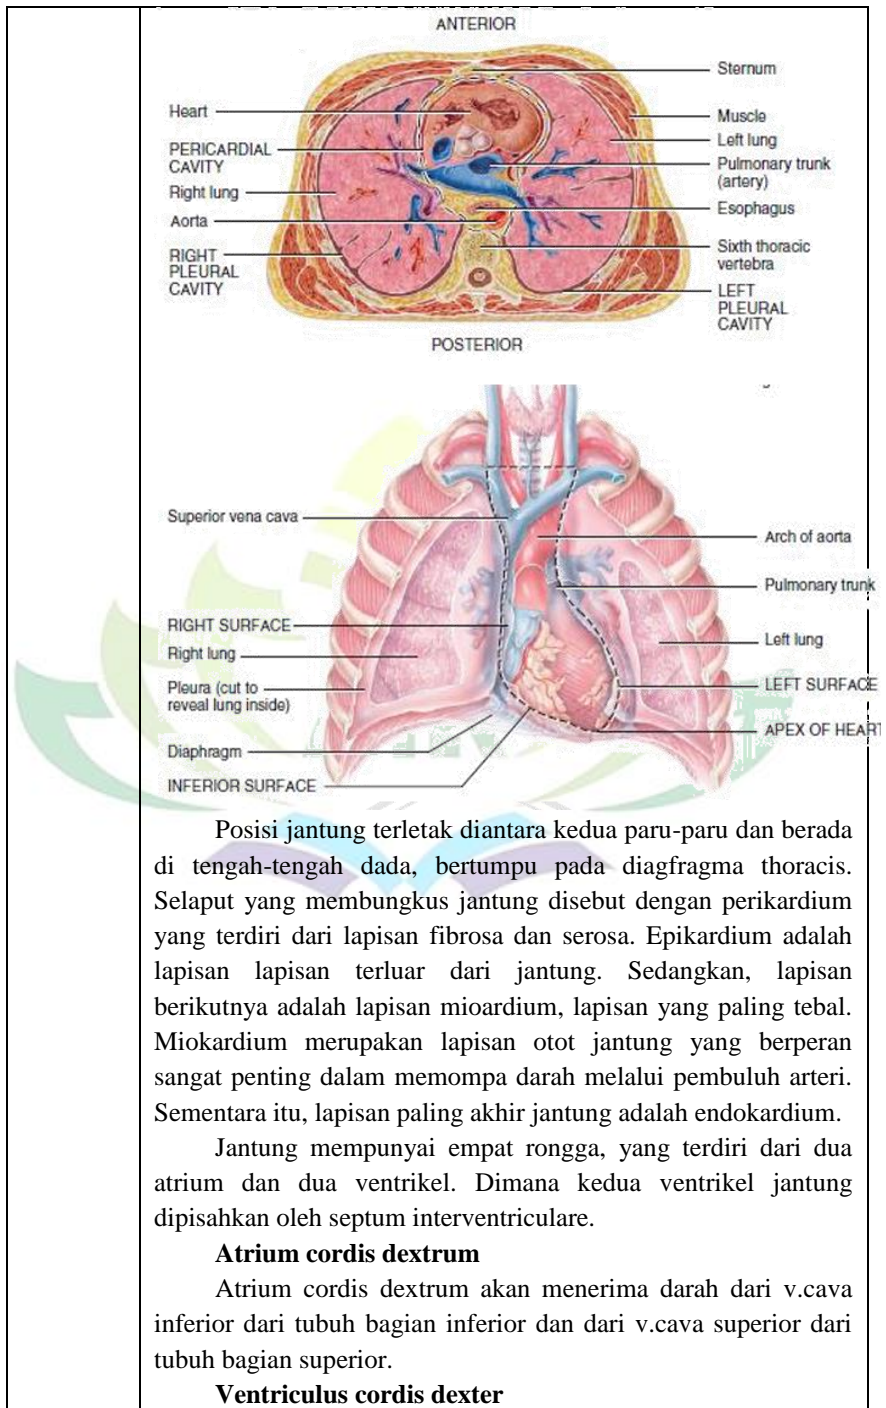 ANTERIOR
Sternum
Heart
Muscle
PERICARDIAL
CAVITY
Left lung
Pulmonary trunk
(artery)
Right lung
Esophagus
Aorta
Sixth thoracic
vertebra
RIGHT
PLEURAL
CAVITY
LEFT
PLEURAL
CAVITY
POSTERIOR
Superior vena cava
Arch of aorta
Pulmonary trunk
RIGHT SURFACE
Left lung
Right lung
Pleura (cut to
reveal lung inside)
LEFT SURFACE
APEX OF HEART
Diaphragm
INFERIOR SURFACE
Posisi jantung terletak diantara kedua paru-paru dan berada
di tengah-tengah dada, bertumpu pada diagfragma thoracis.
Selaput yang membungkus jantung disebut dengan perikardium
yang terdiri dari lapisan fibrosa dan serosa. Epikardium adalah
lapisan lapisan terluar dari jantung. Sedangkan, lapisan
berikutnya adalah lapisan mioardium, lapisan yang paling tebal.
Miokardium merupakan lapisan otot jantung yang berperan
sangat penting dalam memompa darah melalui pembuluh arteri.
Sementara itu, lapisan paling akhir jantung adalah endokardium.
Jantung mempunyai empat rongga, yang terdiri dari dua
atrium dan dua ventrikel. Dimana kedua ventrikel jantung
dipisahkan oleh septum interventriculare.
Atrium cordis dextrum
Atrium cordis dextrum akan menerima darah dari v.cava
inferior dari tubuh bagian inferior dan dari v.cava superior dari
tubuh bagian superior.
Ventriculus cordis dexter